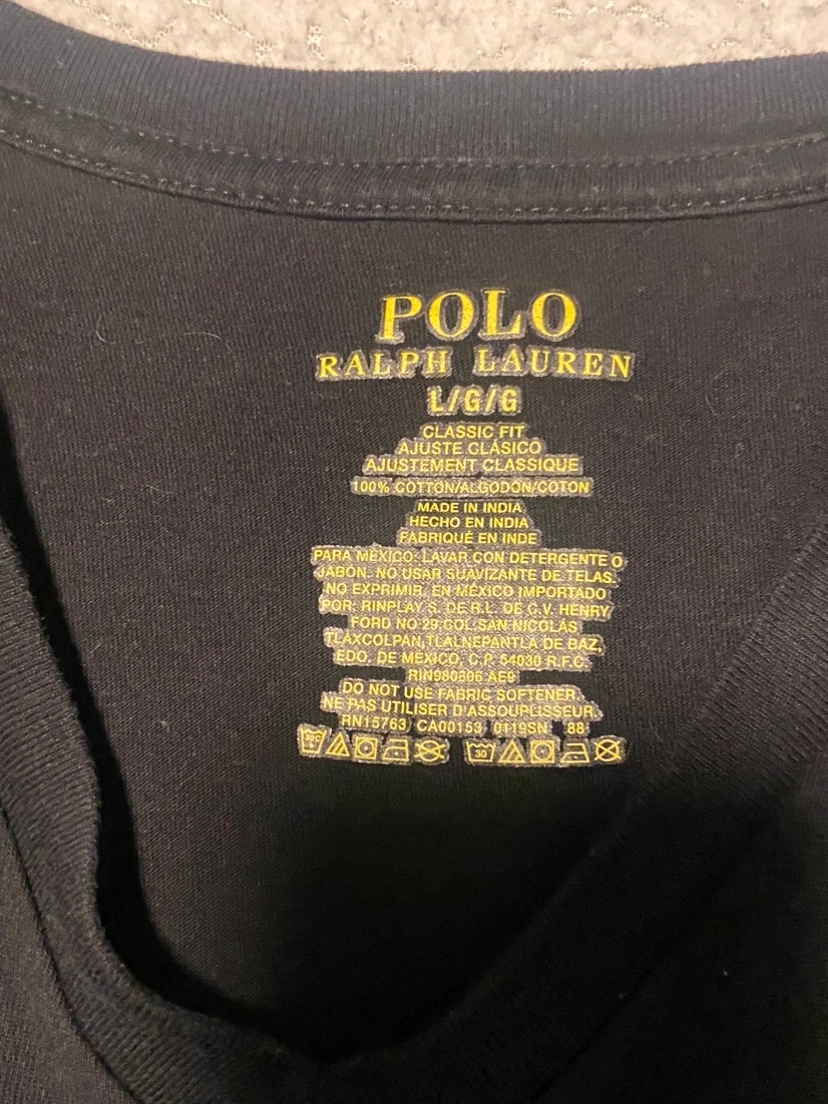 POLO
RALPH LAUREN
L/G/G
CLASSIC FIT
AJUSTE CLÁSICO
AJUSTEMENT CLASSIQUE
100% COTTON/ALGODON/COTON
MADE IN INDIA
HECHO EN INDIA
FABRIQUÉ EN INDE
PARA MÉXICO: LAVAR CON DETERGENTE O
JABÓN. NO USAR SUAVIZANTE DE TELAS.
NO EXPRIMIR. EN MÉXICO IMPORTADO
POR: RINPLAY S. DE R.L. DE C.V. HENRY
FORD NO 29 COL.SAN NICOLÁS
TLAXCOLPAN,TLALNEPANTLA DE BAZ,
EDO. DE MÉXICO, C.P. 54030 R.F.C.
RIN980806 AE9
DO NOT USE FABRIC SOFTENER.
NE PAS UTILISER D'ASSOUPLISSEUR.
RN15763 CA00153 0119SN 88
30